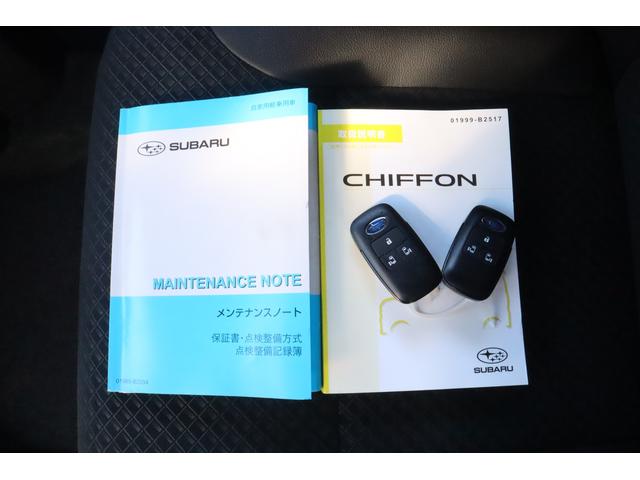 自家用軽乗用車
SUBARU
MAINTENANCE NOTE
メンテナンスノート
保証書・点検整備方式
点検整備記録簿
取扱説明書
01999-B2517
CHIFFON
SUBARU